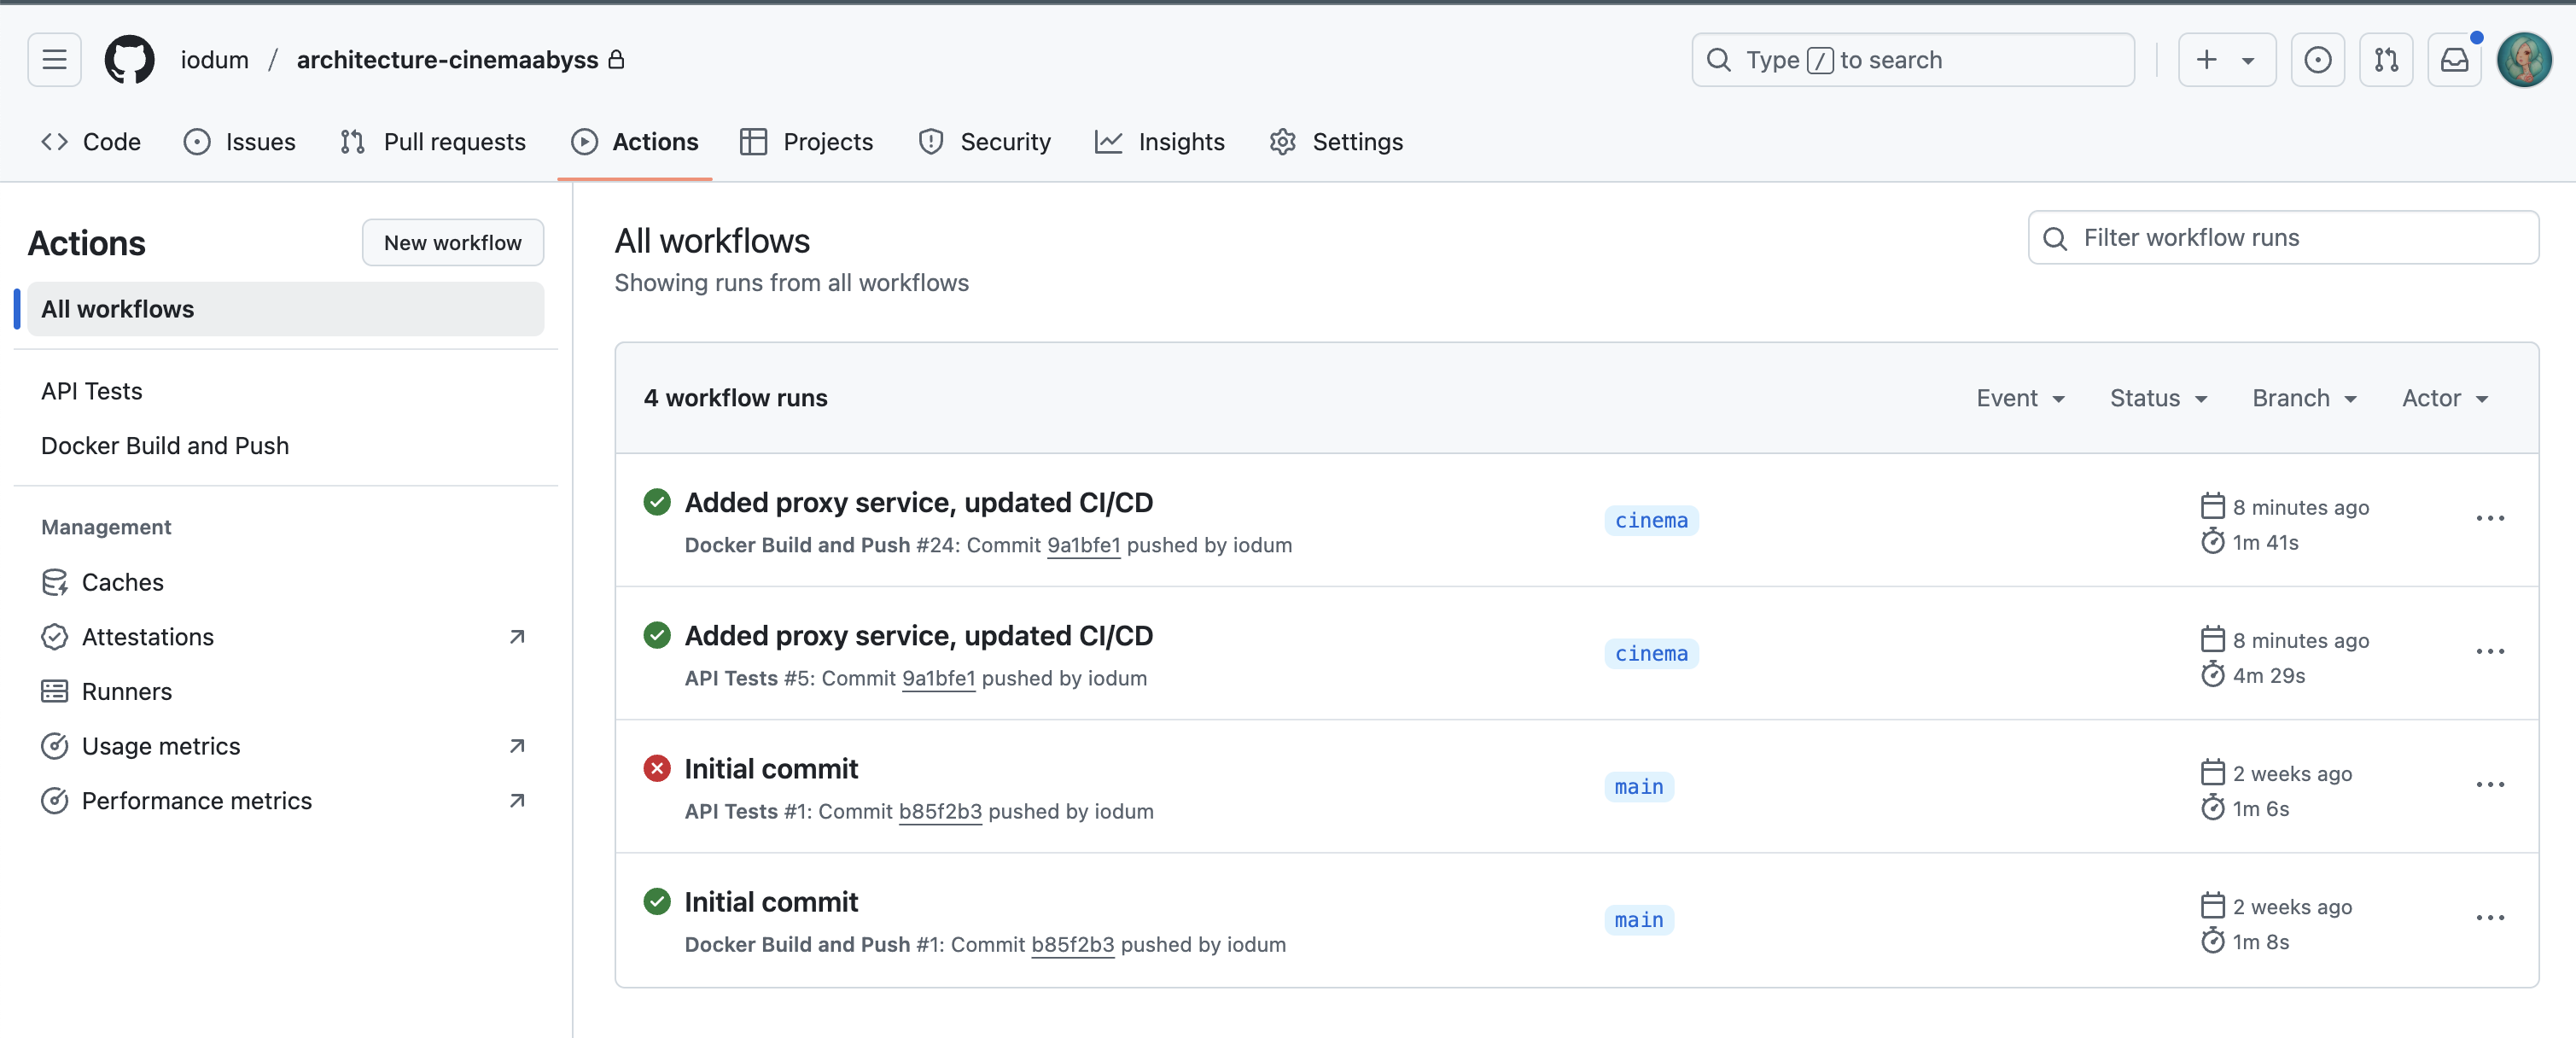 iodum / architecture-cinemaabyss
Type / to search
Code Issues Pull requests Actions Projects Security Insights Settings
Actions
New workflow
All workflows
API Tests
Docker Build and Push
Management
Caches
Attestations
Runners
Usage metrics
Performance metrics
All workflows
Showing runs from all workflows
Filter workflow runs
4 workflow runs
Event Status Branch Actor
Added proxy service, updated CI/CD
Docker Build and Push #24: Commit 9a1bfe1 pushed by iodum
cinema
8 minutes ago
1m 41s
Added proxy service, updated CI/CD
API Tests #5: Commit 9a1bfe1 pushed by iodum
cinema
8 minutes ago
4m 29s
Initial commit
API Tests #1: Commit b85f2b3 pushed by iodum
main
2 weeks ago
1m 6s
Initial commit
Docker Build and Push #1: Commit b85f2b3 pushed by iodum
main
2 weeks ago
1m 8s